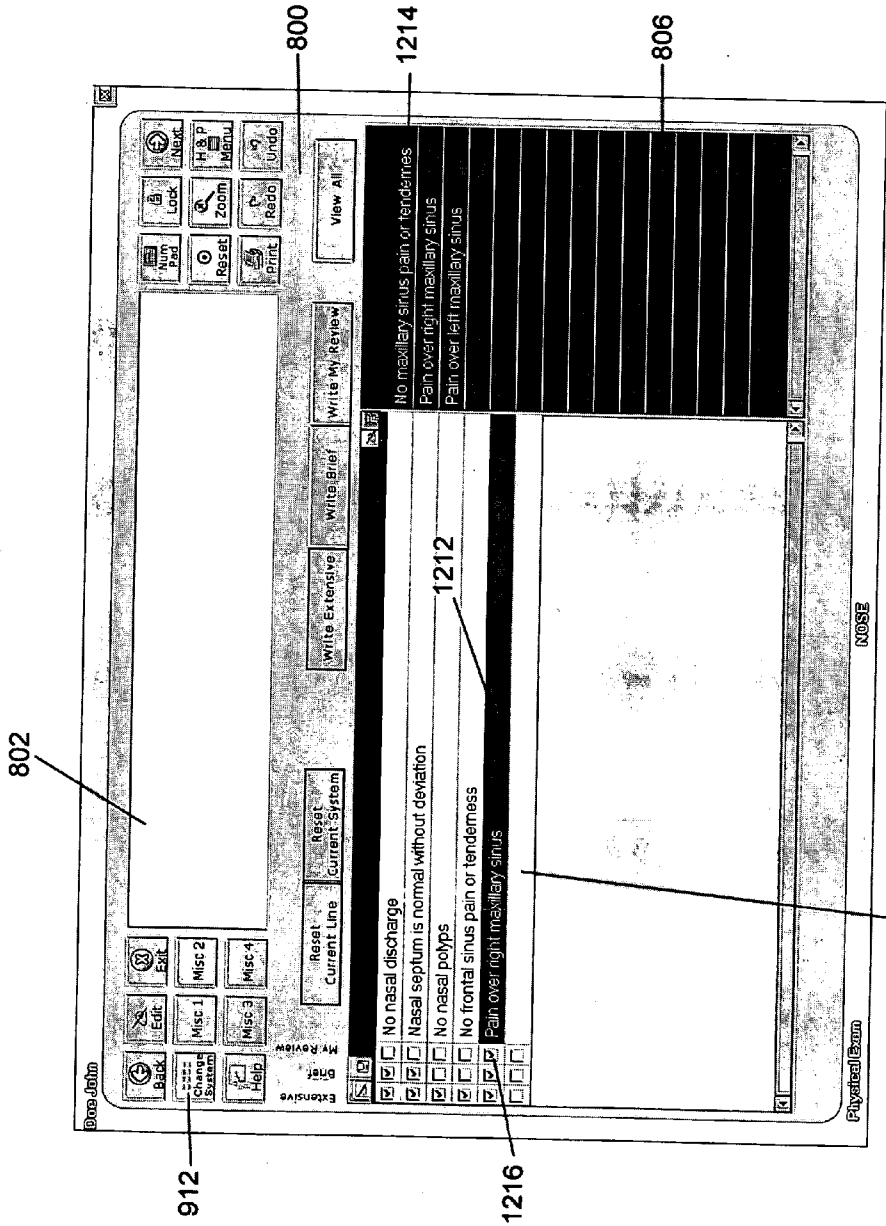 802
Doe John
Back
Edit
Exit
Num Pad
Lock
Next
912
Change System
Misc 1
Misc 2
Reset
Zoom
H & P Menu
Help
Misc 3
Misc 4
Print
Redo
Undo
800
Extensive
Brief
My Review
Reset Current Line
Reset Current System
Write Extensive
Write Brief
Write My Review
View All
1214
No nasal discharge
Nasal septum is normal without deviation
No nasal polyps
No frontal sinus pain or tenderness
Pain over right maxillary sinus
1216
1212
No maxillary sinus pain or tendernes
Pain over right maxillary sinus
Pain over left maxillary sinus
806
Physical Exam
NOSE